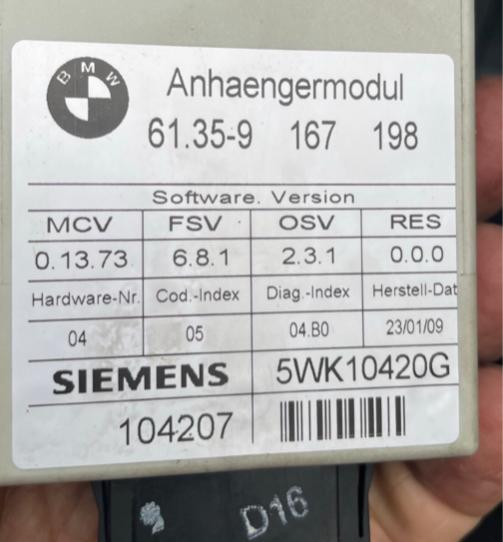 BMW
Anhaengermodul
61.35-9 167 198
Software. Version
MCV FSV OSV RES
0.13.73 6.8.1 2.3.1 0.0.0
Hardware-Nr. Cod.-Index Diag.-Index Herstell-Dat
04 05 04.B0 23/01/09
SIEMENS 5WK10420G
104207
D16